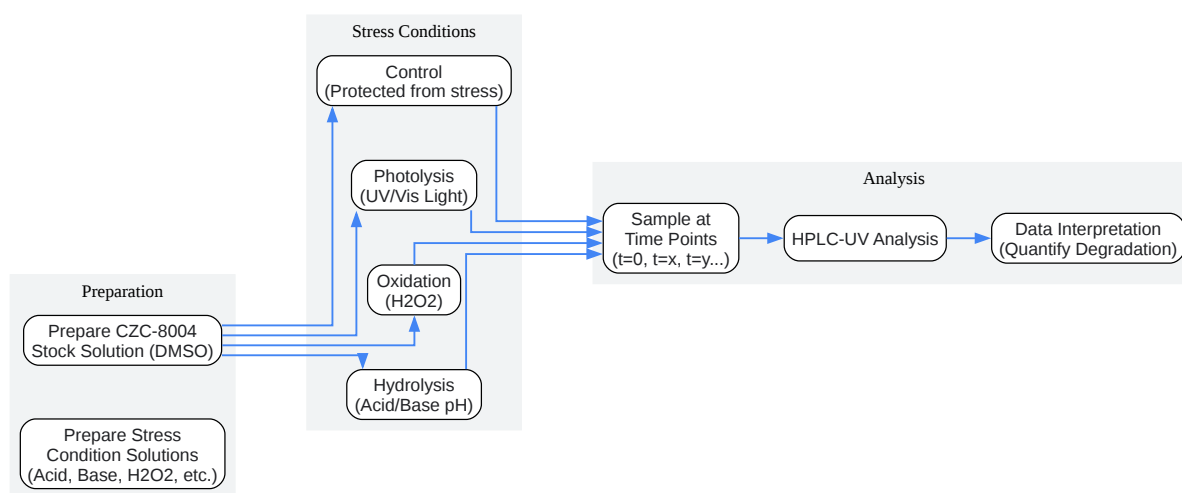 Preparation
Prepare CZC-8004
Stock Solution (DMSO)
Prepare Stress
Condition Solutions
(Acid, Base, H2O2, etc.)
Stress Conditions
Control
(Protected from stress)
Photolysis
(UV/Vis Light)
Oxidation
(H2O2)
Hydrolysis
(Acid/Base pH)
Analysis
Sample at
Time Points
(t=0, t=x, t=y...)
HPLC-UV Analysis
Data Interpretation
(Quantify Degradation)